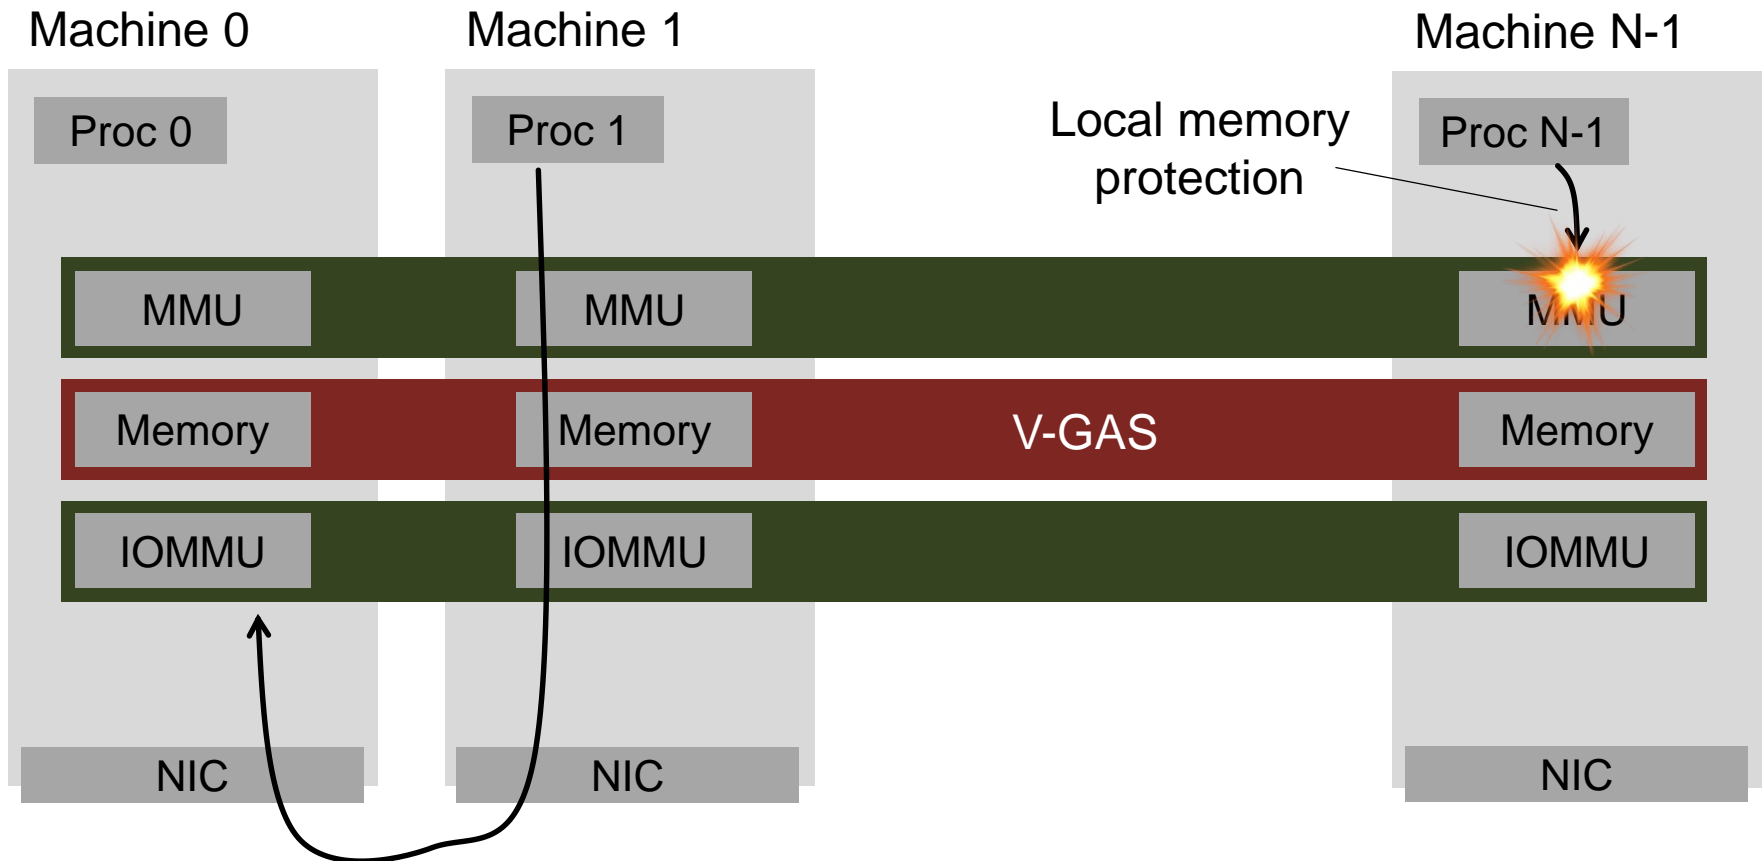 Machine 0
Machine 1
Machine N-1
Proc 0
Proc 1
Local memory
protection
Proc N-1
MMU
MMU
MMU
Memory
Memory
V-GAS
Memory
IOMMU
IOMMU
IOMMU
NIC
NIC
NIC